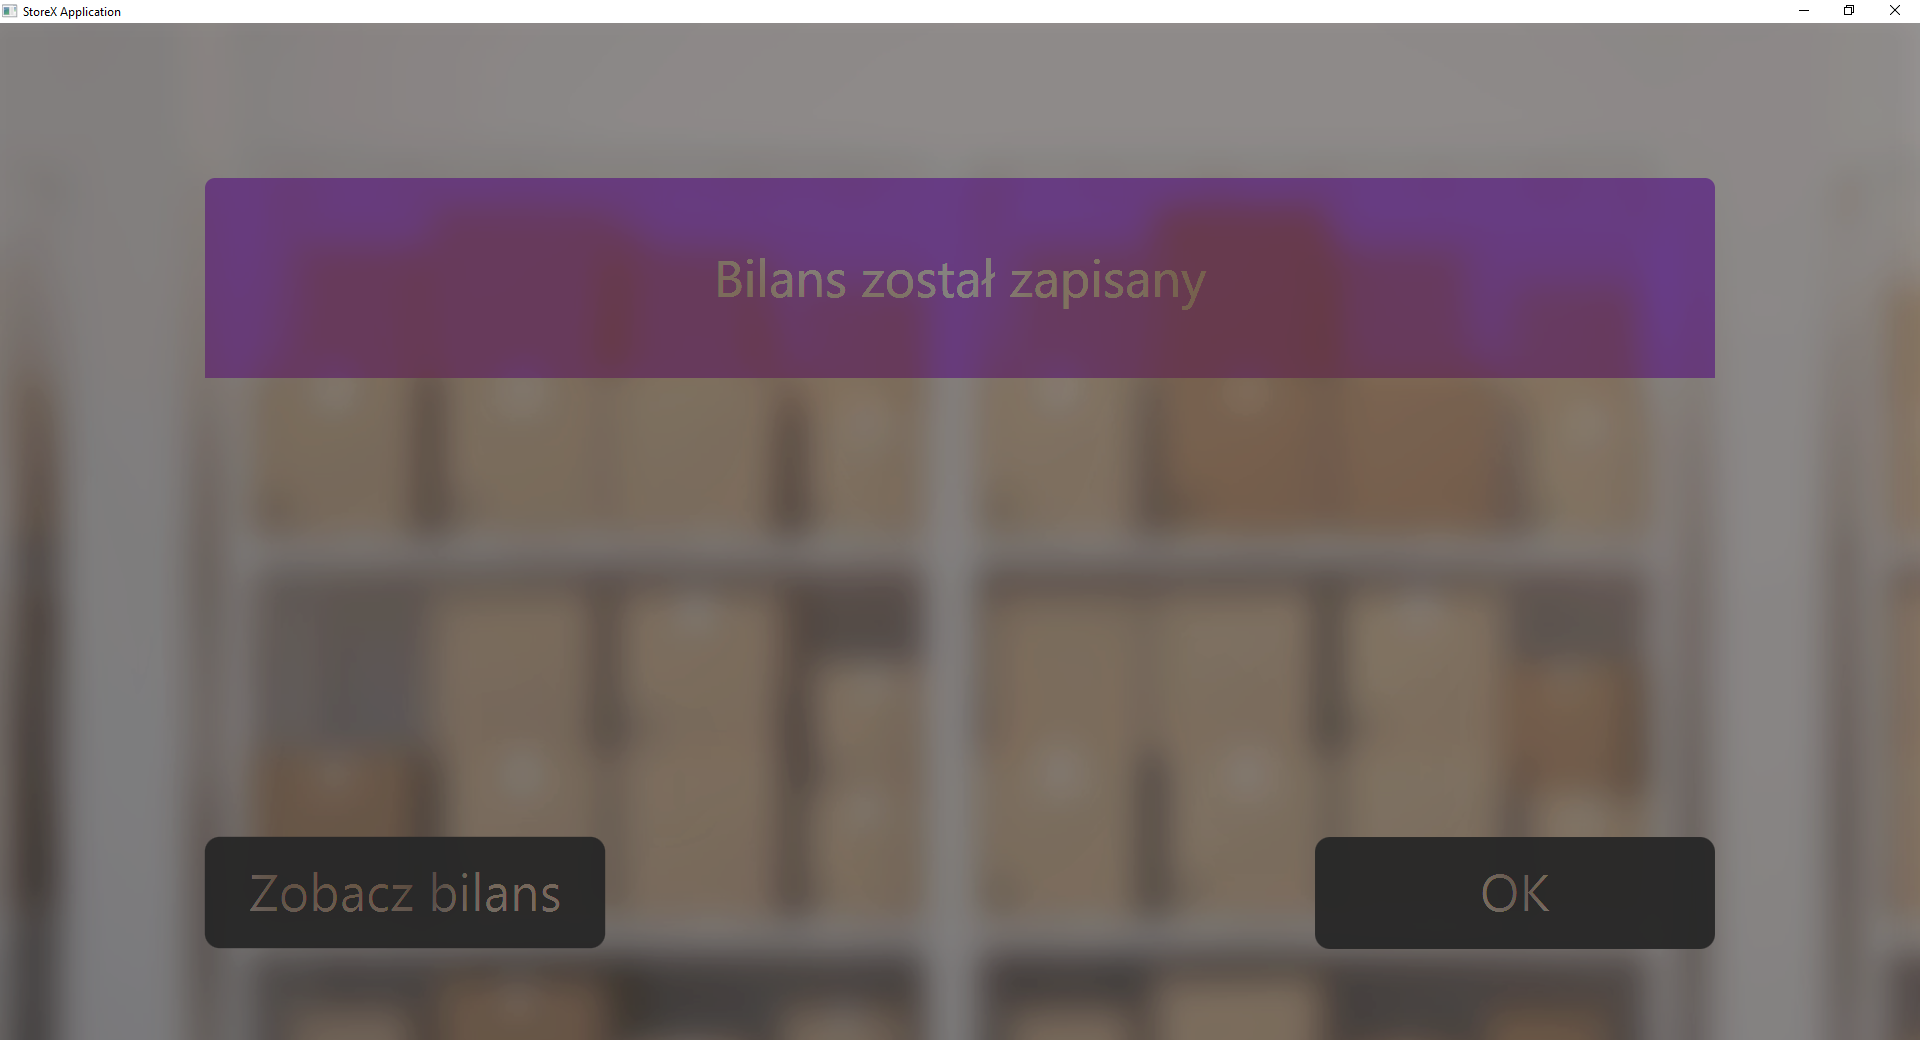 StoreX Application
Bilans został zapisany
Zobacz bilans
OK